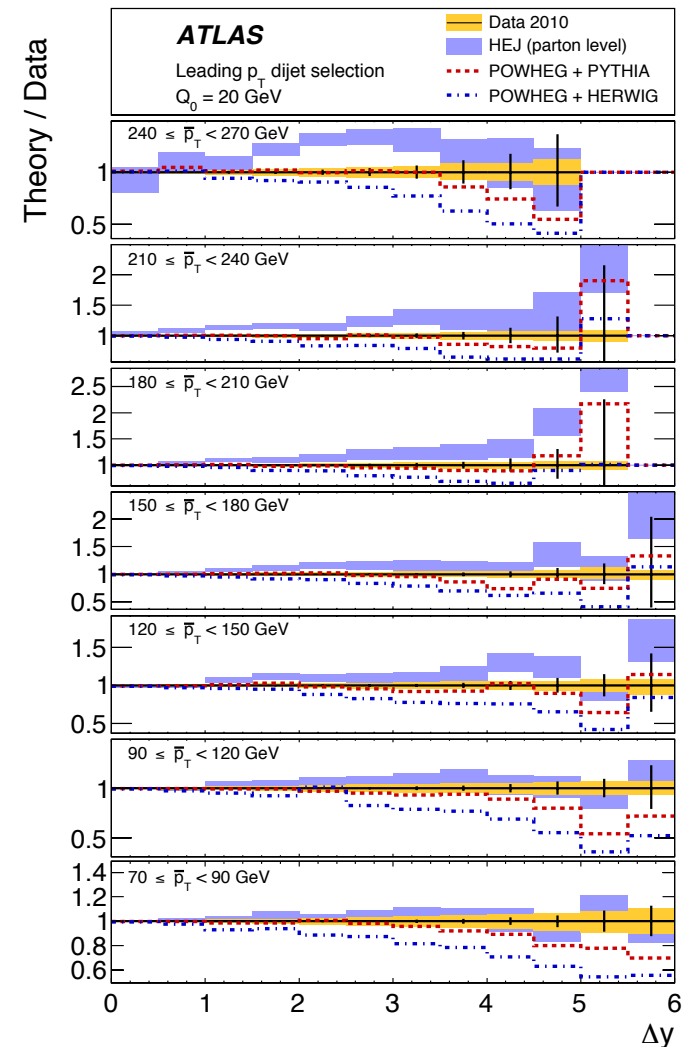 ATLAS
Leading p_T dijet selection
Q_0 = 20 GeV
Data 2010
HEJ (parton level)
POWHEG + PYTHIA
POWHEG + HERWIG
Theory / Data
240 ≤ p̅_T < 270 GeV
1
0.5
210 ≤ p̅_T < 240 GeV
2
1.5
1
180 ≤ p̅_T < 210 GeV
2.5
2
1.5
1
150 ≤ p̅_T < 180 GeV
2
1.5
1
0.5
120 ≤ p̅_T < 150 GeV
1.5
1
0.5
90 ≤ p̅_T < 120 GeV
1
0.5
70 ≤ p̅_T < 90 GeV
1.4
1.2
1
0.8
0.6
0 1 2 3 4 5 6
Δy